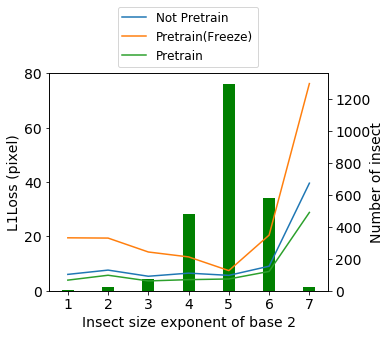 Not Pretrain
Pretrain(Freeze)
Pretrain
80
60
40
20
0
L1Loss (pixel)
1200
1000
800
600
400
200
0
Number of insect
1 2 3 4 5 6 7
Insect size exponent of base 2